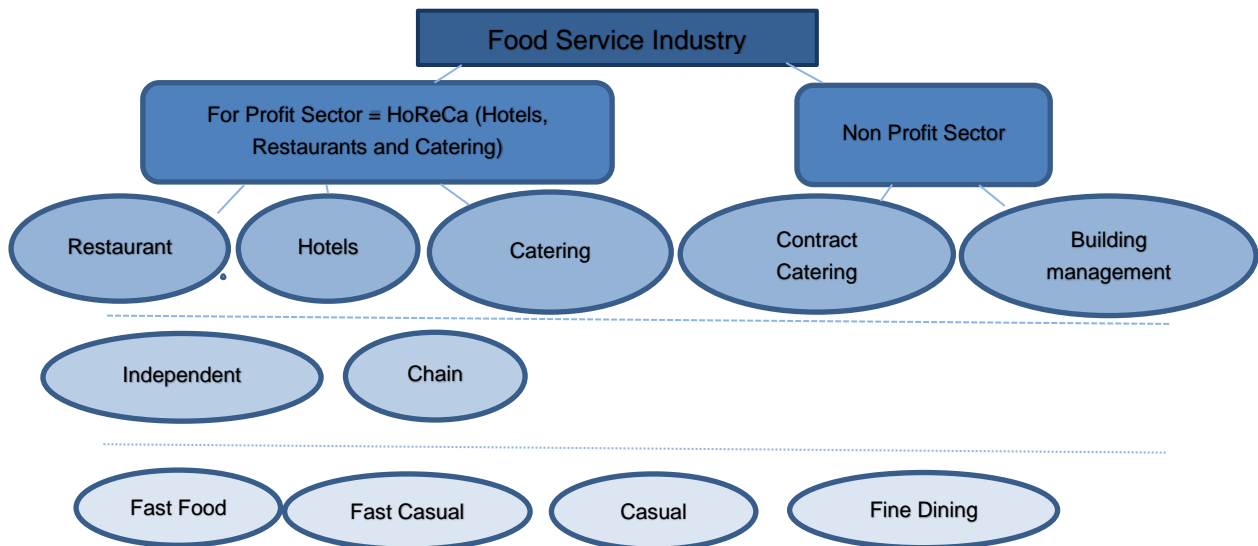 Food Service Industry
For Profit Sector = HoReCa (Hotels,
Restaurants and Catering)
Non Profit Sector
Restaurant
Hotels
Catering
Contract
Catering
Building
management
Independent
Chain
Fast Food
Fast Casual
Casual
Fine Dining